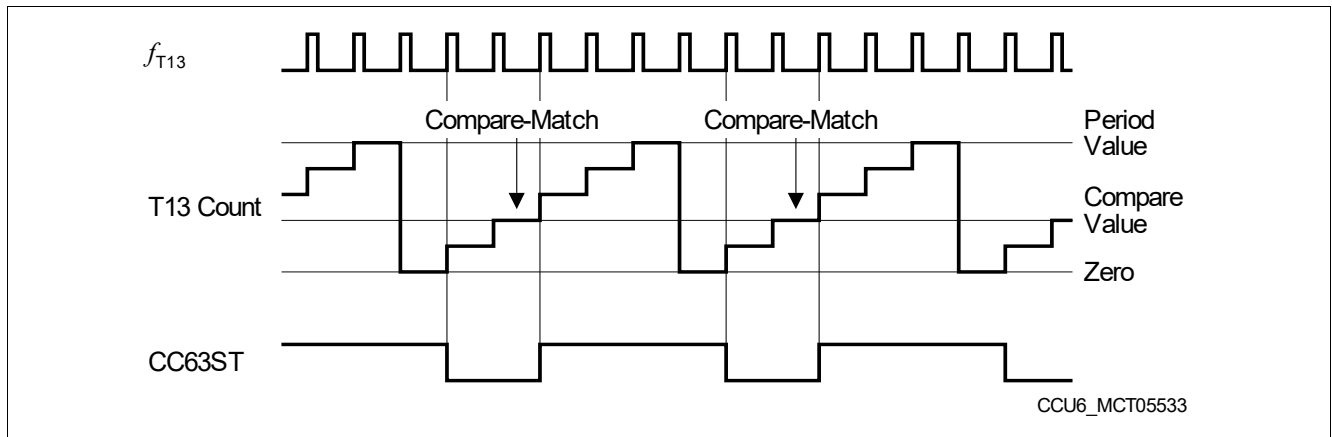 fT13
Compare-Match Compare-Match
Period
Value
T13 Count
Compare
Value
Zero
CC63ST
CCU6_MCT05533